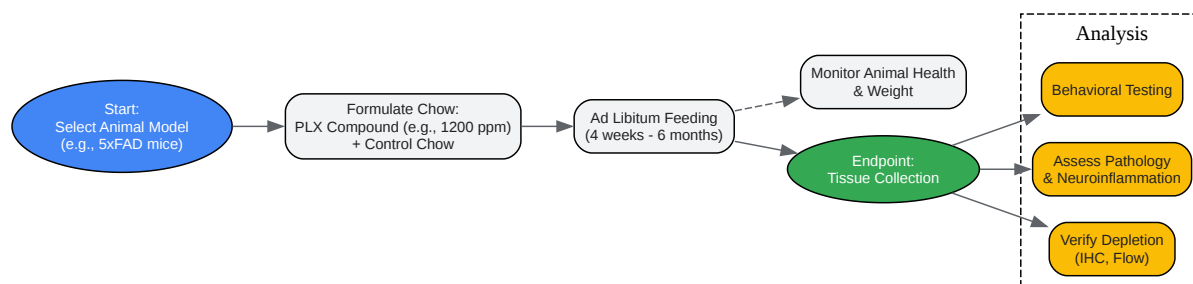 Start:
Select Animal Model
(e.g., 5xFAD mice)
Formulate Chow:
PLX Compound (e.g., 1200 ppm)
+ Control Chow
Ad Libitum Feeding
(4 weeks - 6 months)
Monitor Animal Health
& Weight
Endpoint:
Tissue Collection
Analysis
Behavioral Testing
Assess Pathology
& Neuroinflammation
Verify Depletion
(IHC, Flow)